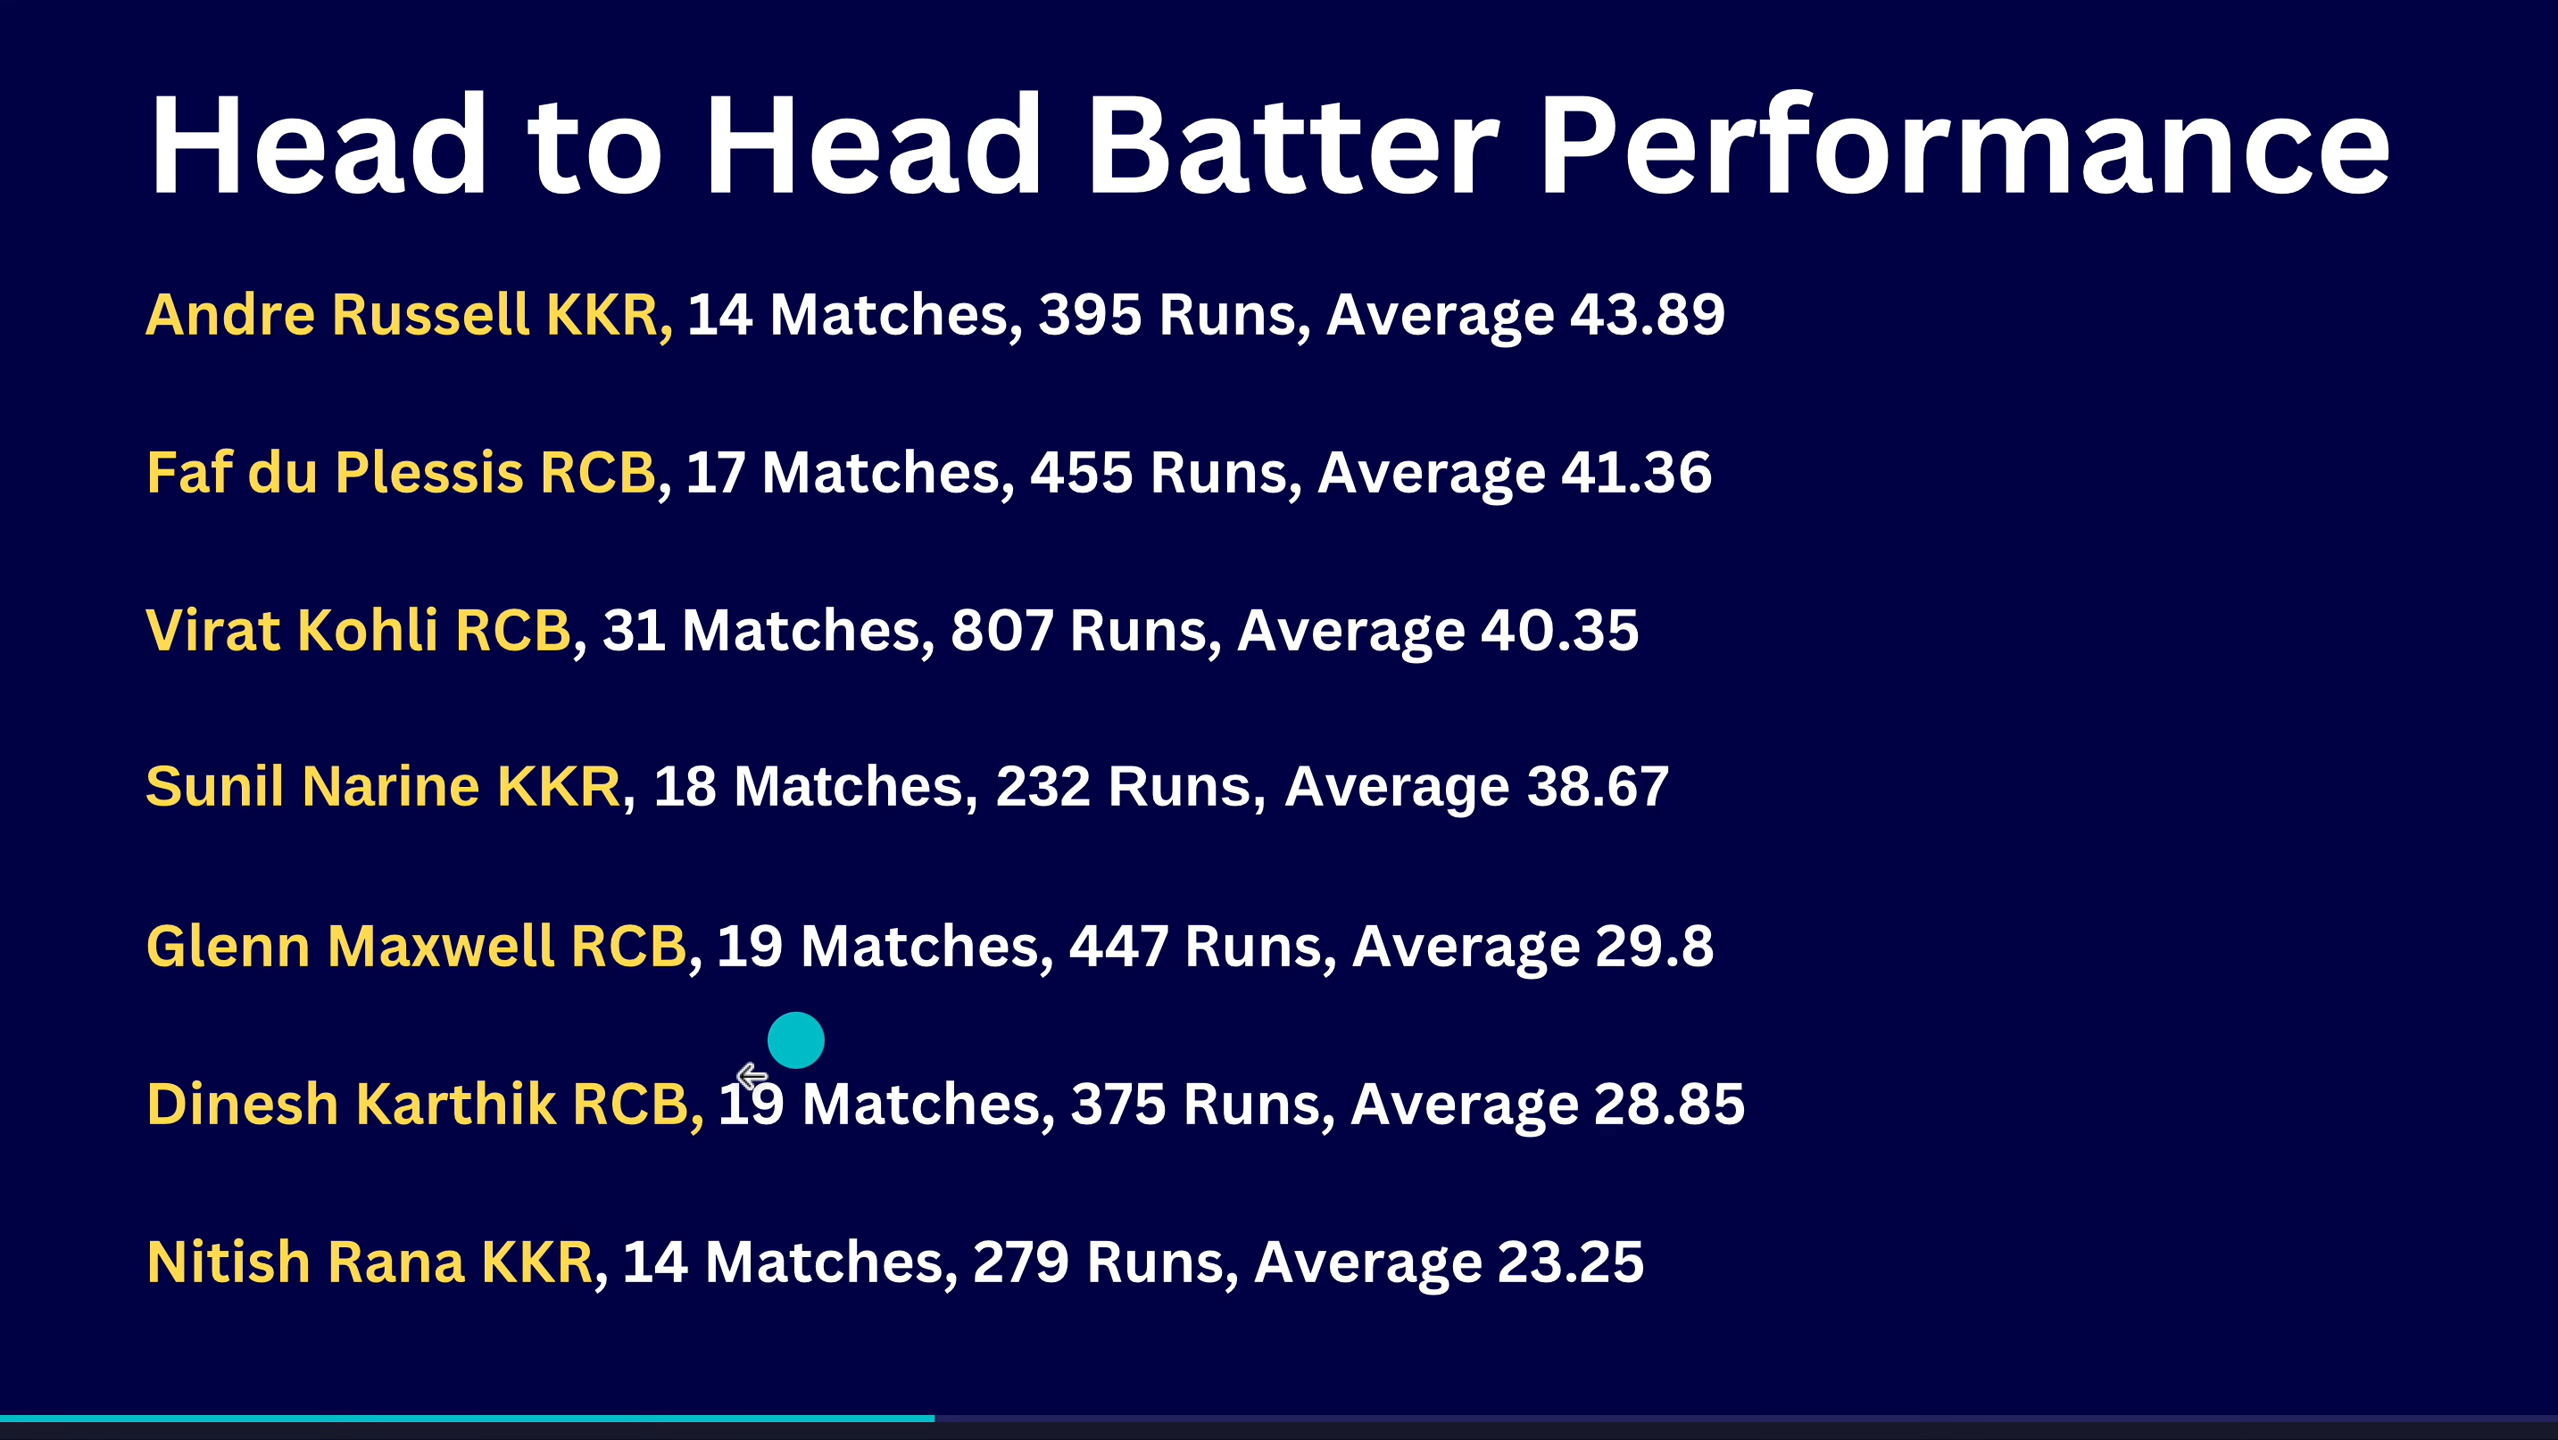 Head to Head Batter Performance
Andre Russell KKR, 14 Matches, 395 Runs, Average 43.89
Faf du Plessis RCB, 17 Matches, 455 Runs, Average 41.36
Virat Kohli RCB, 31 Matches, 807 Runs, Average 40.35
Sunil Narine KKR, 18 Matches, 232 Runs, Average 38.67
Glenn Maxwell RCB, 19 Matches, 447 Runs, Average 29.8
Dinesh Karthik RCB, 19 Matches, 375 Runs, Average 28.85
Nitish Rana KKR, 14 Matches, 279 Runs, Average 23.25